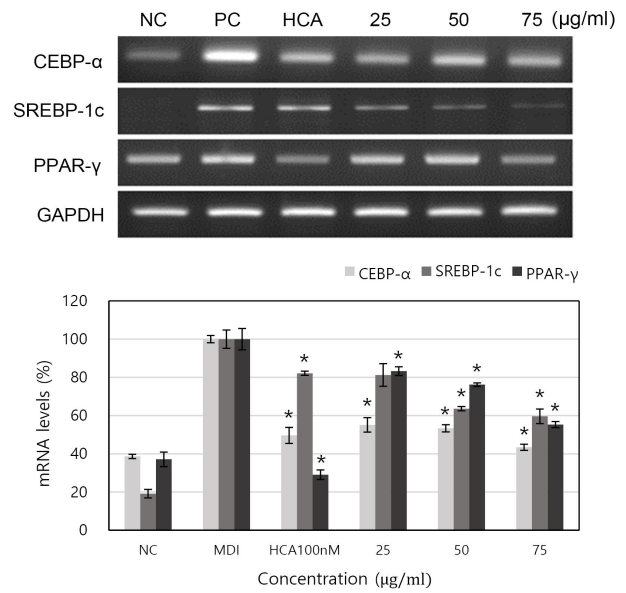 NC PC HCA 25 50 75 (μg/ml)
CEBP-α
SREBP-1c
PPAR-γ
GAPDH
CEBP-α SREBP-1c PPAR-γ
120
100
80
60
40
20
0
mRNA levels (%)
* * *
* *
* * *
* * *
NC MDI HCA100nM 25 50 75
Concentration (μg/ml)